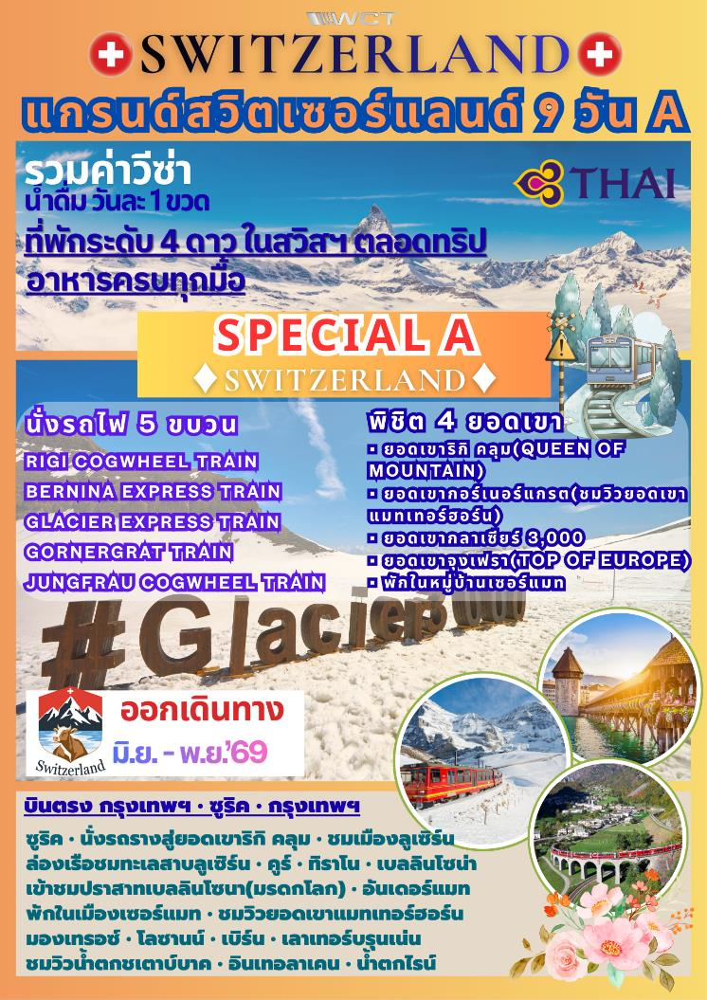 WCT
SWITZERLAND
แกรนด์สวิตเซอร์แลนด์ 9 วัน A
รวมค่าวีซ่า
น้ำดื่ม วันละ 1 ขวด
THAI
ที่พักระดับ 4 ดาว ในสวิสฯ ตลอดทริป
อาหารครบทุกมื้อ
SPECIAL A
SWITZERLAND
นั่งรถไฟ 5 ขบวน
RIGI COGWHEEL TRAIN
BERNINA EXPRESS TRAIN
GLACIER EXPRESS TRAIN
GORNERGRAT TRAIN
JUNGFRAU COGWHEEL TRAIN
พิชิต 4 ยอดเขา
▪ ยอดเขาริกิ คลุม(QUEEN OF
MOUNTAIN)
▪ ยอดเขากอร์เนอร์แกรต(ชมวิวยอดเขา
แมทเทอร์ฮอร์น)
▪ ยอดเขากลาเซียร์ 3,000
▪ ยอดเขาจุงเฟรา(TOP OF EUROPE)
▪ พักในหมู่บ้านเซอร์แมท
#Glacier3000
Switzerland
ออกเดินทาง
มิ.ย. - พ.ย.'69
บินตรง กรุงเทพฯ · ซูริค · กรุงเทพฯ
ซูริค · นั่งรถรางสู่ยอดเขาริกิ คลุม · ชมเมืองลูเซิร์น
ล่องเรือชมทะเลสาบลูเซิร์น · คูร์ · ทิราโน · เบลลินโซน่า
เข้าชมปราสาทเบลลินโซนา(มรดกโลก) · อันเดอร์แมท
พักในเมืองเซอร์แมท · ชมวิวยอดเขาแมทเทอร์ฮอร์น
มองเทรอซ์ · โลซานน์ · เบิร์น · เลาเทอร์บรุนเน่น
ชมวิวน้ำตกชเตาบ์บาค · อินเทอลาเคน · น้ำตกไรน์